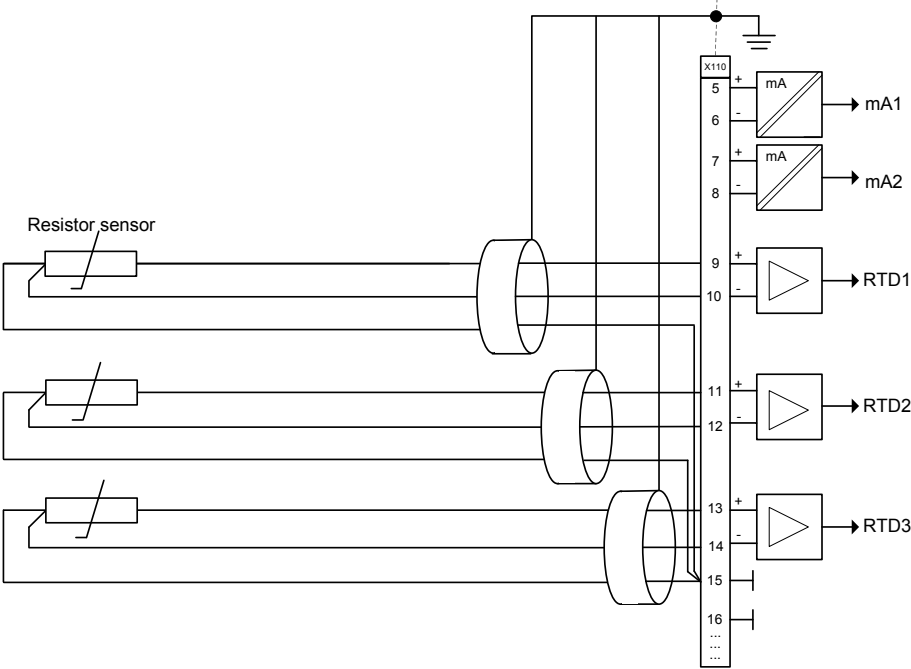 X110
5 + mA
mA1
6 -
7 + mA
mA2
8 -
Resistor sensor
9 +
RTD1
10 -
11 +
RTD2
12 -
13 +
RTD3
14 -
15
16
...
...
...